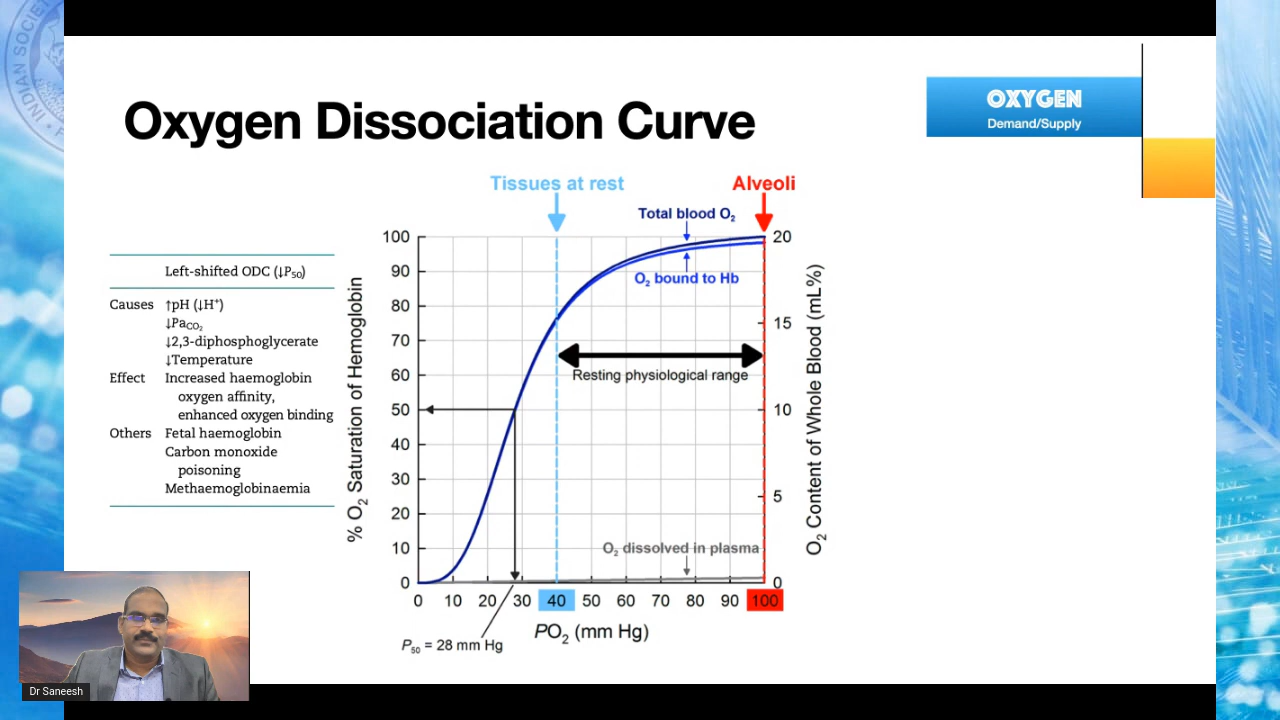 INDIAN SOCIE
Oxygen Dissociation Curve
OXYGEN
Demand/Supply
Left-shifted ODC (↓P₅₀)
Causes ↑pH (↓H⁺)
↓PaCO₂
↓2,3-diphosphoglycerate
↓Temperature
Effect Increased haemoglobin
oxygen affinity,
enhanced oxygen binding
Others Fetal haemoglobin
Carbon monoxide
poisoning
Methaemoglobinaemia
Tissues at rest
Alveoli
Total blood O₂
O₂ bound to Hb
Resting physiological range
O₂ dissolved in plasma
% O₂ Saturation of Hemoglobin
100
90
80
70
60
50
40
30
20
10
0
O₂ Content of Whole Blood (mL%)
20
15
10
5
0
0 10 20 30 40 50 60 70 80 90 100
PO₂ (mm Hg)
P₅₀ = 28 mm Hg
Dr Saneesh